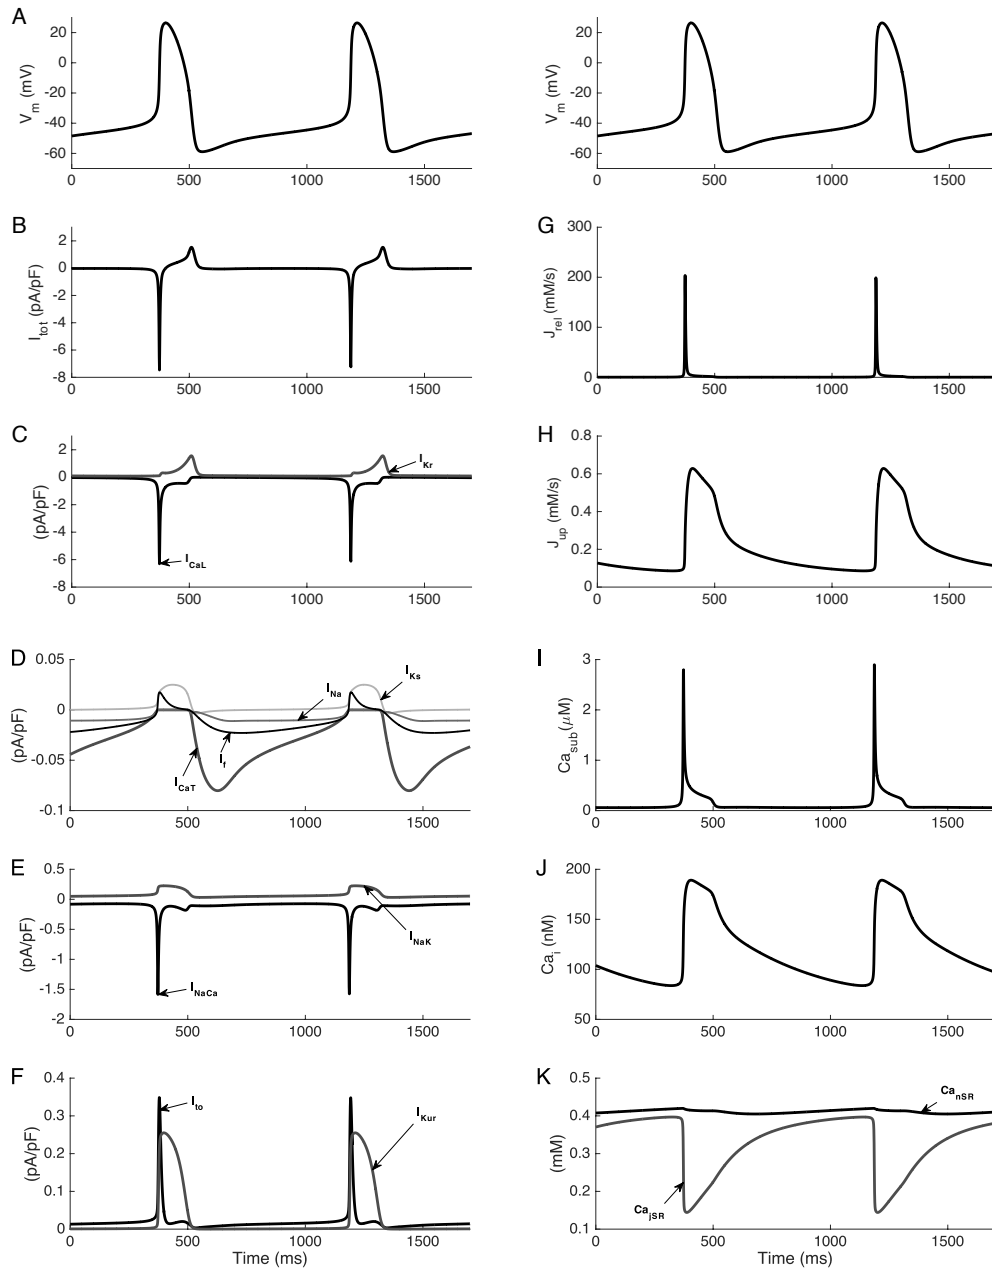 A
V_m (mV)
20
0
-20
-40
-60
0
500
1000
1500
V_m (mV)
20
0
-20
-40
-60
0
500
1000
1500
B
I_tot (pA/pF)
2
0
-2
-4
-6
-8
0
500
1000
1500
G
J_rel (mM/s)
300
200
100
0
0
500
1000
1500
C
(pA/pF)
2
0
-2
-4
-6
-8
I_Kr
I_CaL
0
500
1000
1500
H
J_up (mM/s)
0.8
0.6
0.4
0.2
0
0
500
1000
1500
D
(pA/pF)
0.05
0
-0.05
-0.1
I_Ks
I_Na
I_f
I_CaT
0
500
1000
1500
I
Ca_sub (μM)
3
2
1
0
0
500
1000
1500
E
(pA/pF)
0.5
0
-0.5
-1
-1.5
-2
I_NaK
I_NaCa
0
500
1000
1500
J
Ca_i (nM)
200
150
100
50
0
500
1000
1500
F
(pA/pF)
0.4
0.3
0.2
0.1
0
I_to
I_Kur
0
500
1000
1500
Time (ms)
K
(mM)
0.5
0.4
0.3
0.2
0.1
Ca_nSR
Ca_jSR
0
500
1000
1500
Time (ms)